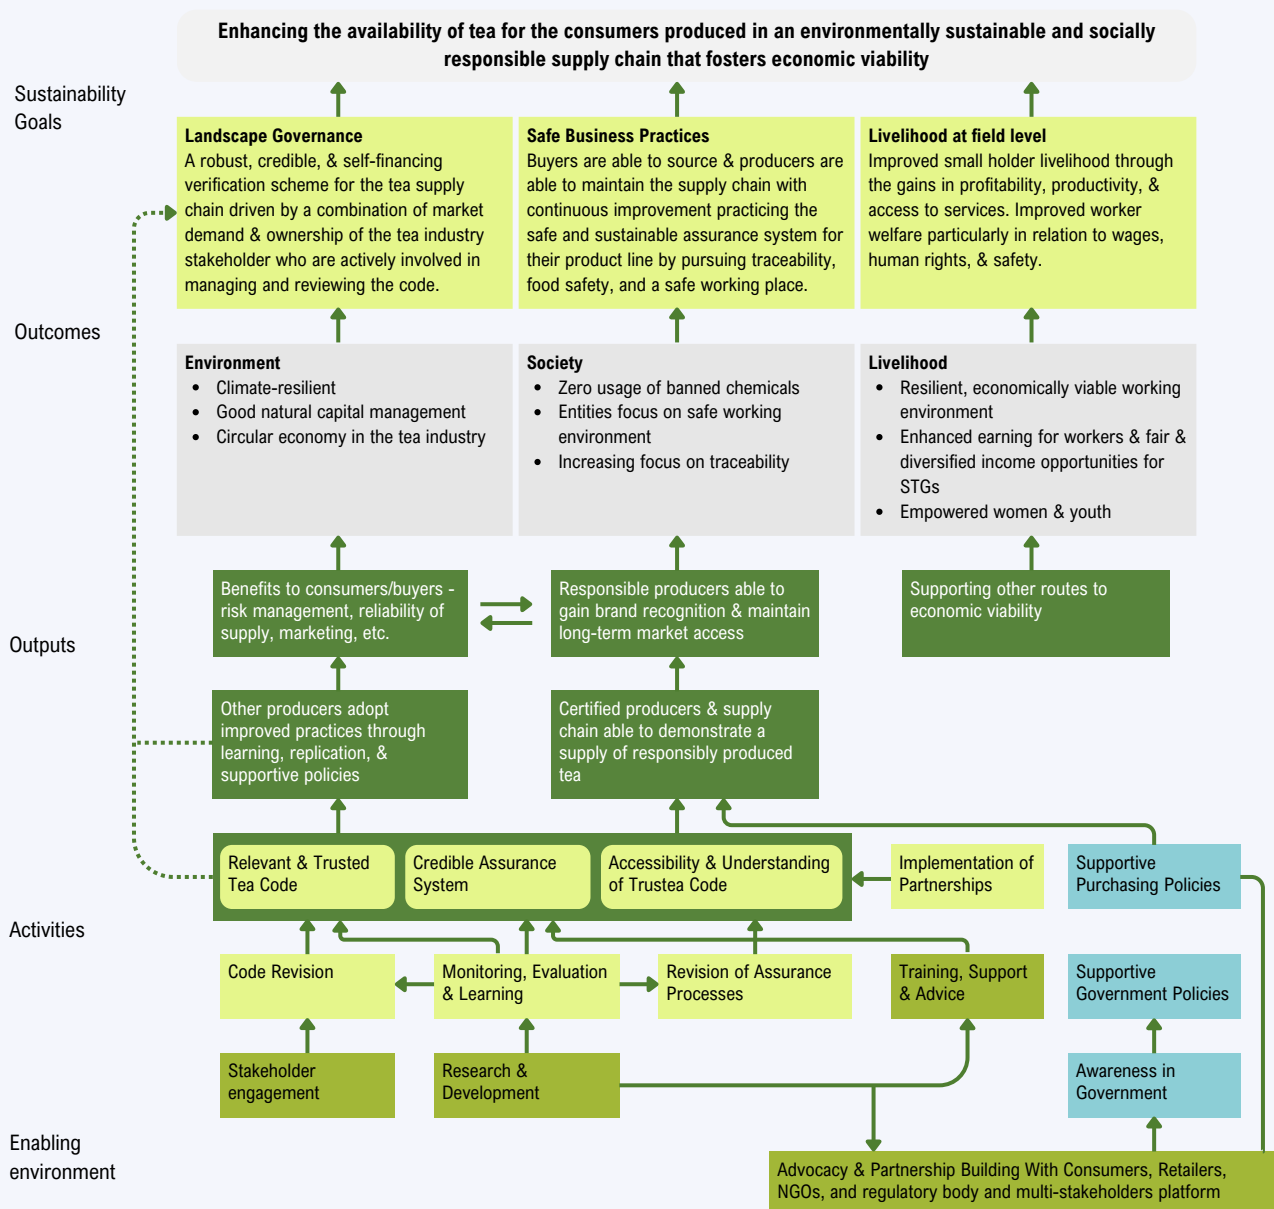 Enhancing the availability of tea for the consumers produced in an environmentally sustainable and socially
responsible supply chain that fosters economic viability
Sustainability
Goals
Landscape Governance
A robust, credible, & self-financing
verification scheme for the tea supply
chain driven by a combination of market
demand & ownership of the tea industry
stakeholder who are actively involved in
managing and reviewing the code.
Safe Business Practices
Buyers are able to source & producers are
able to maintain the supply chain with
continuous improvement practicing the
safe and sustainable assurance system for
their product line by pursuing traceability,
food safety, and a safe working place.
Livelihood at field level
Improved small holder livelihood through
the gains in profitability, productivity, &
access to services. Improved worker
welfare particularly in relation to wages,
human rights, & safety.
Outcomes
Environment
• Climate-resilient
• Good natural capital management
• Circular economy in the tea industry
Society
• Zero usage of banned chemicals
• Entities focus on safe working
environment
• Increasing focus on traceability
Livelihood
• Resilient, economically viable working
environment
• Enhanced earning for workers & fair &
diversified income opportunities for
STGs
• Empowered women & youth
Outputs
Benefits to consumers/buyers -
risk management, reliability of
supply, marketing, etc.
Responsible producers able to
gain brand recognition & maintain
long-term market access
Supporting other routes to
economic viability
Other producers adopt
improved practices through
learning, replication, &
supportive policies
Certified producers & supply
chain able to demonstrate a
supply of responsibly produced
tea
Activities
Relevant & Trusted
Tea Code
Credible Assurance
System
Accessibility & Understanding
of Trustea Code
Implementation of
Partnerships
Supportive
Purchasing Policies
Code Revision
Monitoring, Evaluation
& Learning
Revision of Assurance
Processes
Training, Support
& Advice
Supportive
Government Policies
Stakeholder
engagement
Research &
Development
Awareness in
Government
Enabling
environment
Advocacy & Partnership Building With Consumers, Retailers,
NGOs, and regulatory body and multi-stakeholders platform